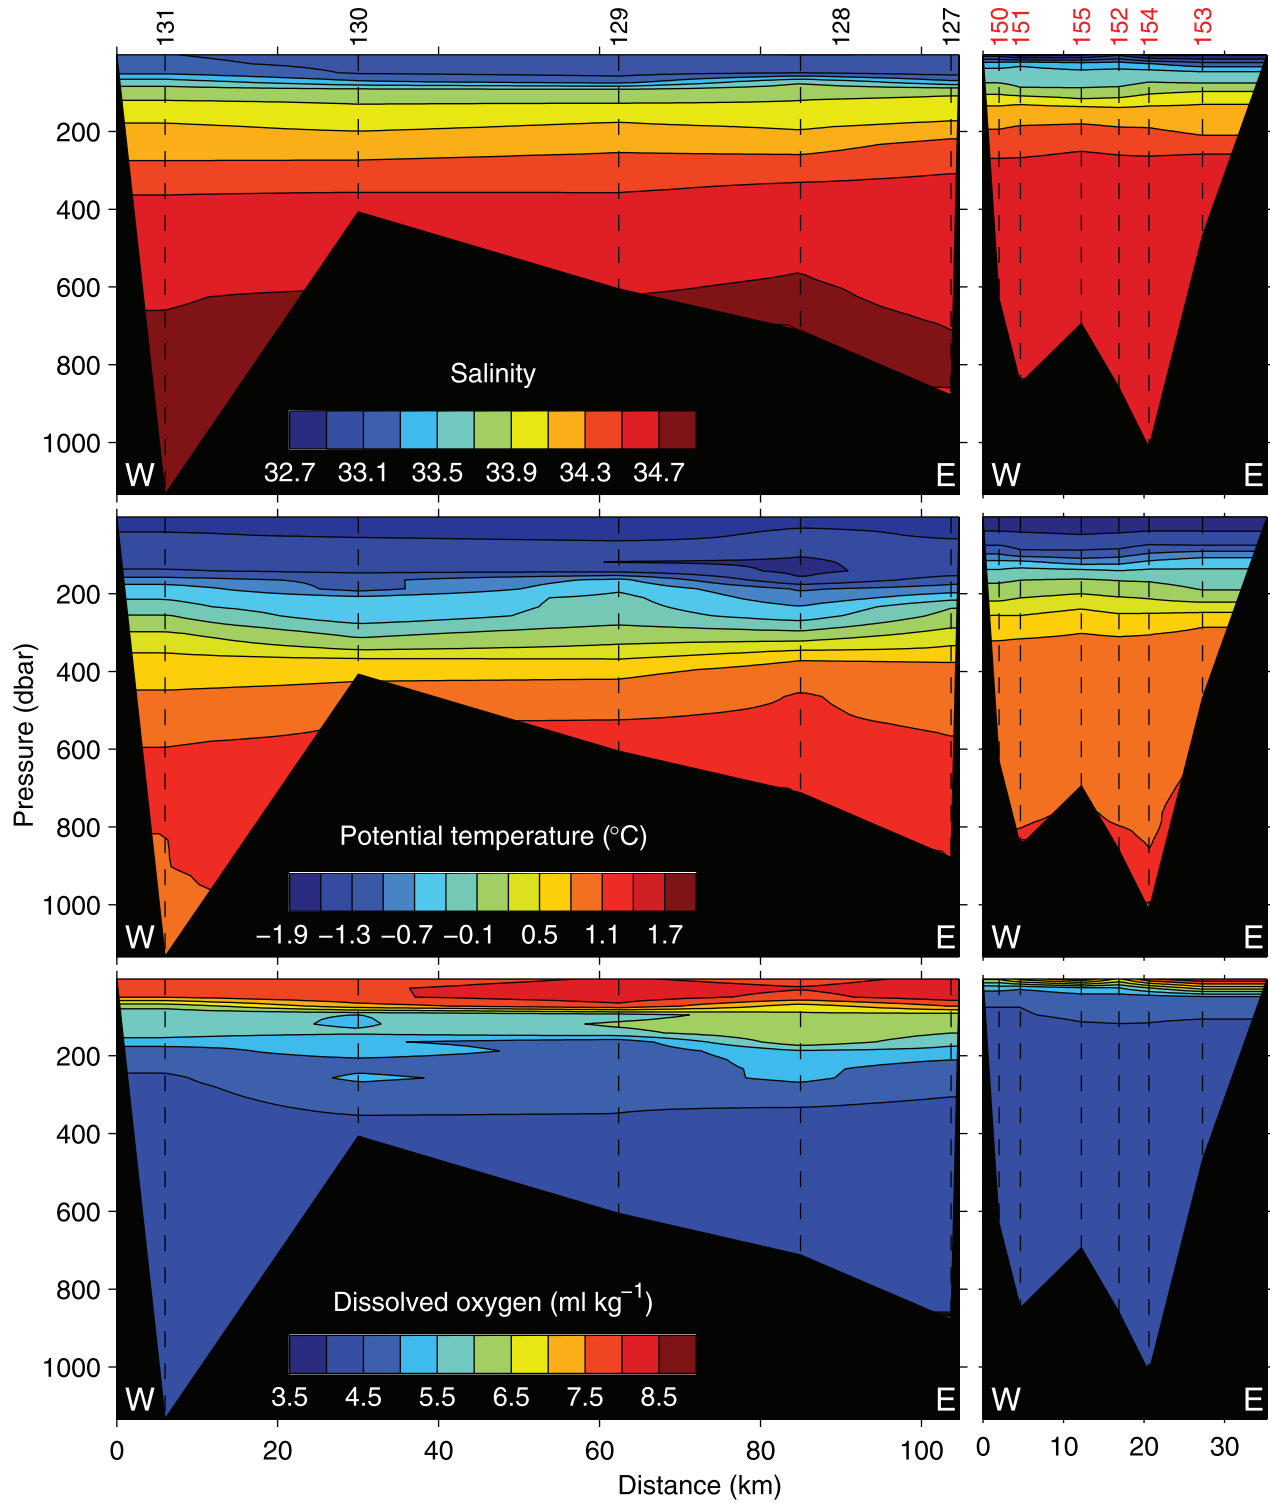 131 130 129 128 127 150 151 155 152 154 153
200
400
600
800
1000
Salinity
32.7 33.1 33.5 33.9 34.3 34.7
W E W E
200
400
600
800
1000
Pressure (dbar)
Potential temperature (°C)
−1.9 −1.3 −0.7 −0.1 0.5 1.1 1.7
W E W E
200
400
600
800
1000
Dissolved oxygen (ml kg⁻¹)
3.5 4.5 5.5 6.5 7.5 8.5
W E W E
0 20 40 60 80 100 0 10 20 30
Distance (km)